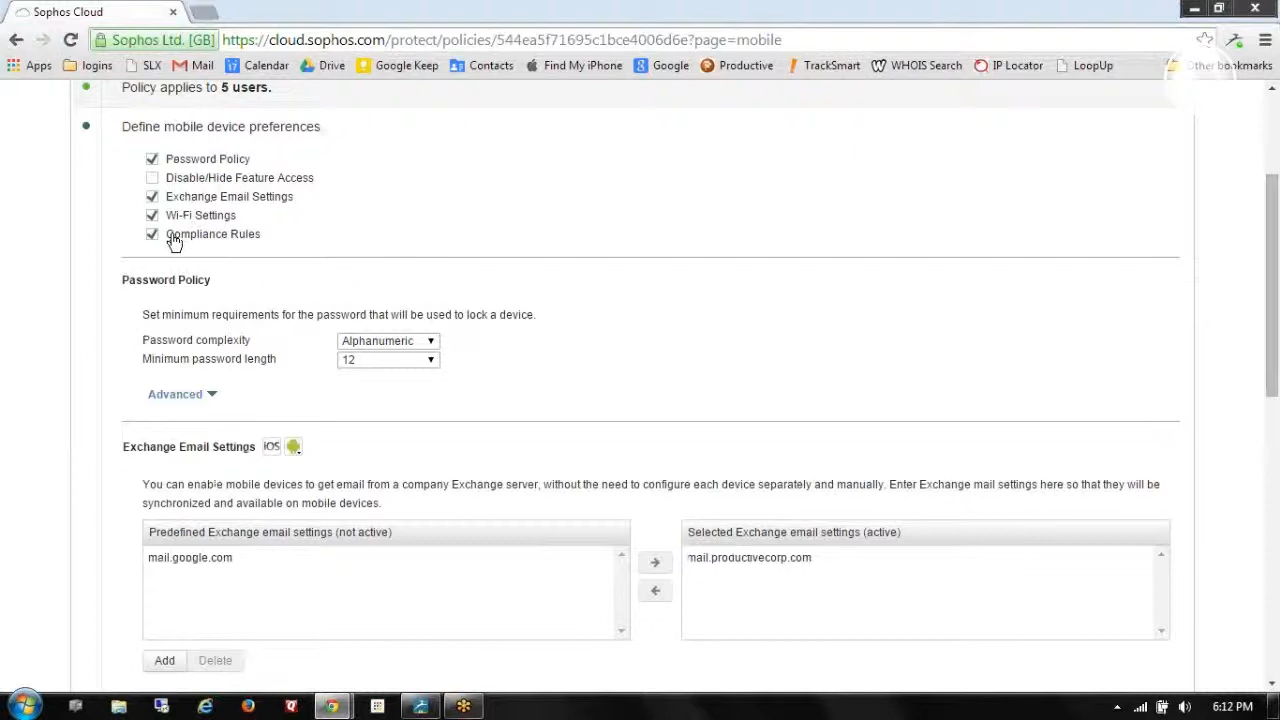 Sophos Cloud
Sophos Ltd. [GB]
https://cloud.sophos.com/protect/policies
95c1bce4006d6e?page=mobile
Apps
logins
SLX
Mail
Calendar
Drive
Google Keep
Contacts
Find My iPhone
Google
Productive
TrackSmart
WHOIS Search
IP Locator
LoopUp
Other bookmarks
Policy applies to 5 users.
Define mobile device preferences
Password Policy
Disable/Hide Feature Access
Exchange Email Settings
Wi-Fi Settings
Compliance Rules
Password Policy
Set minimum requirements for the password that will be used to lock a device.
Password complexity Alphanumeric
Minimum password length 12
Advanced
Exchange Email Settings iOS
You can enable mobile devices to get email from a company Exchange server, without the need to configure each device separately and manually. Enter Exchange mail settings here so that they will be
synchronized and available on mobile devices.
Predefined Exchange email settings (not active)
mail.google.com
Selected Exchange email settings (active)
mail.productivecorp.com
Add
Delete
6:12 PM